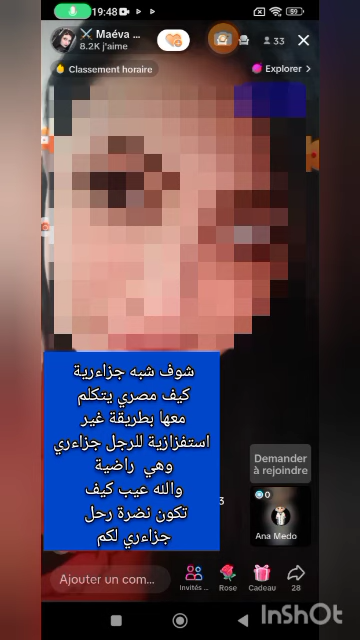 19:48
59
Maéva ...
8.2K j'aime
33
Classement horaire
Explorer >
شوف شبه جزاءرية
كيف مصري يتكلم
معها بطريقة غير
استفزازية للرجل جزاءري
وهي راضية
والله عيب كيف
تكون نضرة رحل
جزاءري لكم
Demander
à rejoindre
0
3
Ana Medo
Ajouter un com...
Invités ..
Rose
Cadeau
28
InShOt